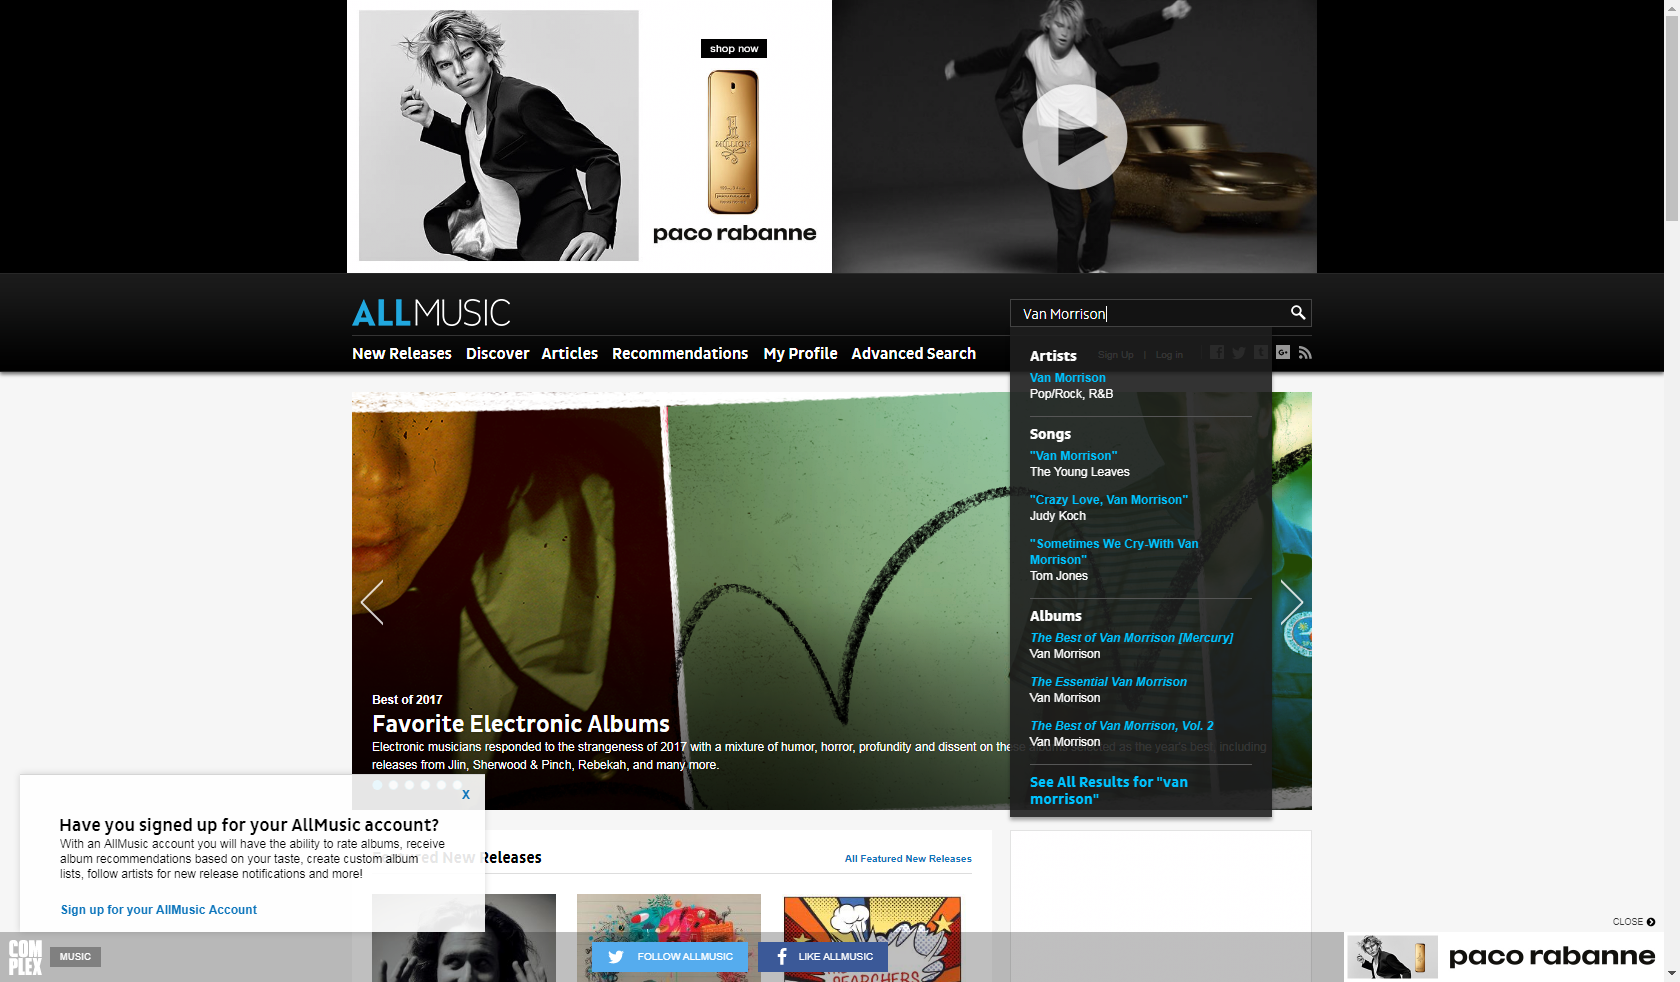 shop now
1 MILLION
paco rabanne
ALLMUSIC
Van Morrison
New Releases Discover Articles Recommendations My Profile Advanced Search
Sign Up | Log in
Artists
Van Morrison
Pop/Rock, R&B
Songs
"Van Morrison"
The Young Leaves
"Crazy Love, Van Morrison"
Judy Koch
"Sometimes We Cry-With Van
Morrison"
Tom Jones
Albums
The Best of Van Morrison [Mercury]
Van Morrison
The Essential Van Morrison
Van Morrison
The Best of Van Morrison, Vol. 2
Van Morrison
See All Results for "van
morrison"
Best of 2017
Favorite Electronic Albums
Electronic musicians responded to the strangeness of 2017 with a mixture of humor, horror, profundity and dissent on these albums selected as the year's best, including
releases from Jlin, Sherwood & Pinch, Rebekah, and many more.
X
Have you signed up for your AllMusic account?
With an AllMusic account you will have the ability to rate albums, receive
album recommendations based on your taste, create custom album
lists, follow artists for new release notifications and more!
Sign up for your AllMusic Account
Featured New Releases
All Featured New Releases
SEARCHERS
CLOSE
COMPLEX
MUSIC
FOLLOW ALLMUSIC
LIKE ALLMUSIC
paco rabanne